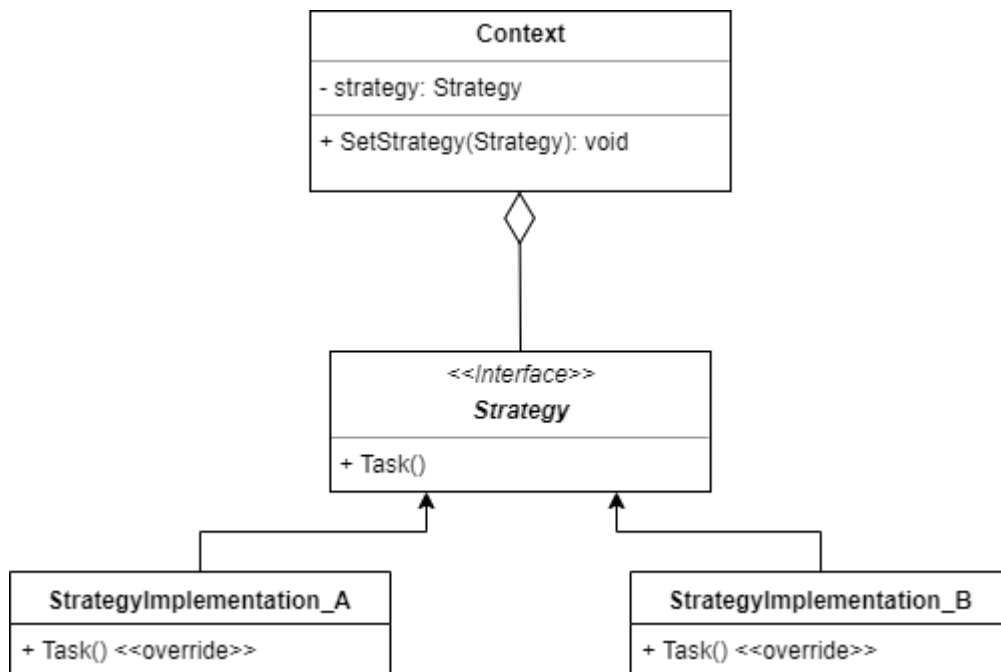 Context
- strategy: Strategy
+ SetStrategy(Strategy): void
<<Interface>>
Strategy
+ Task()
StrategyImplementation_A
+ Task() <<override>>
StrategyImplementation_B
+ Task() <<override>>